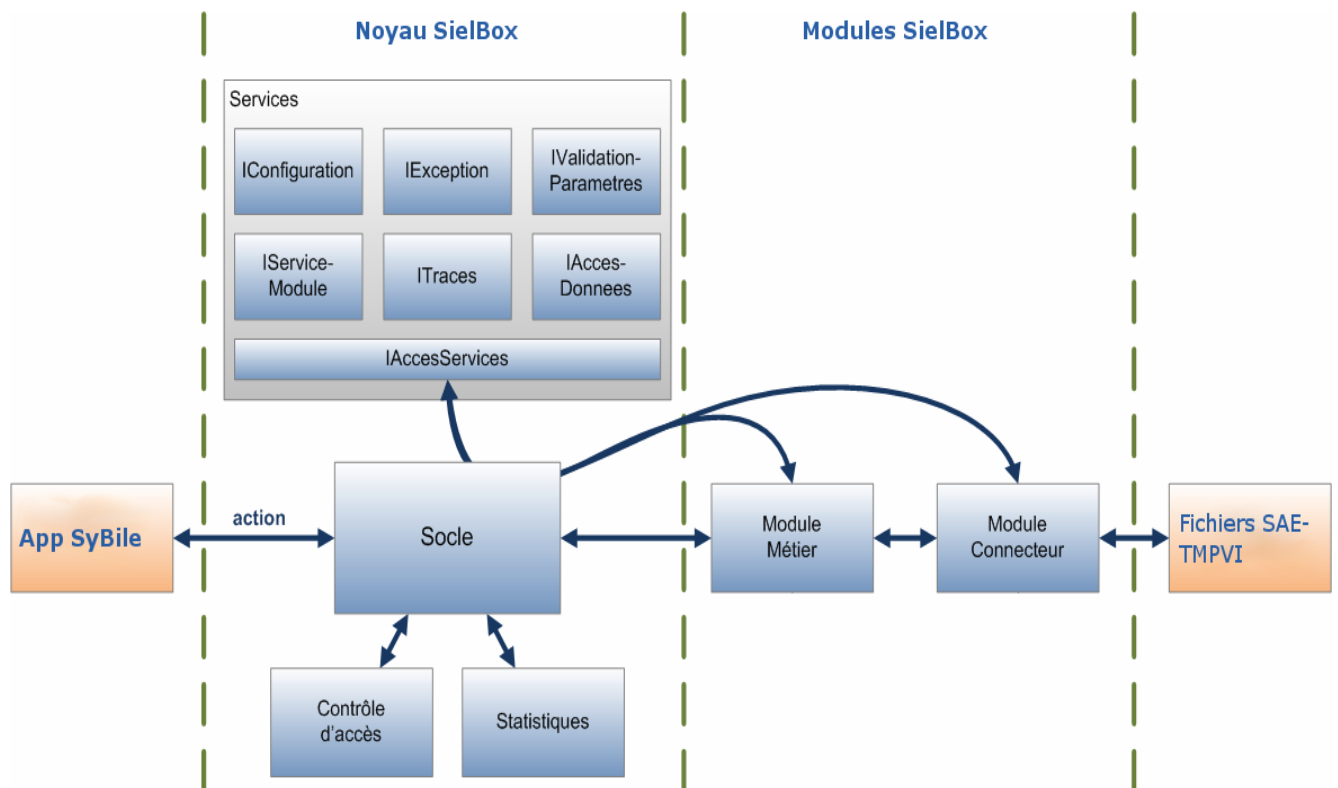 Noyau SielBox
Modules SielBox
Services
IConfiguration
IException
IValidation-
Parametres
IService-
Module
ITraces
IAcces-
Donnees
IAccesServices
App SyBile
action
Socle
Module
Métier
Module
Connecteur
Fichiers SAE-
TMPVI
Contrôle
d'accès
Statistiques